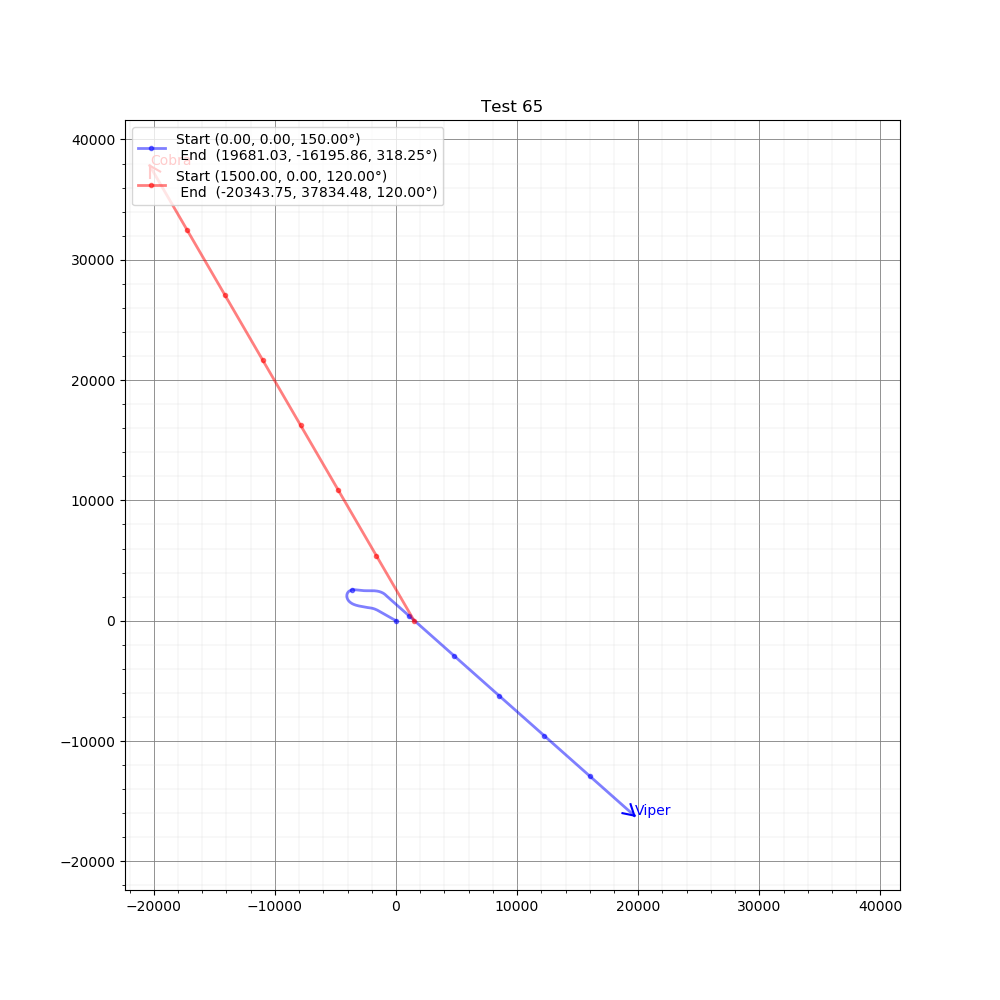 Test 65
Start (0.00, 0.00, 150.00°)
End (19681.03, -16195.86, 318.25°)
Start (1500.00, 0.00, 120.00°)
End (-20343.75, 37834.48, 120.00°)
Cobra
Viper
40000
30000
20000
10000
0
−10000
−20000
−20000 −10000 0 10000 20000 30000 40000